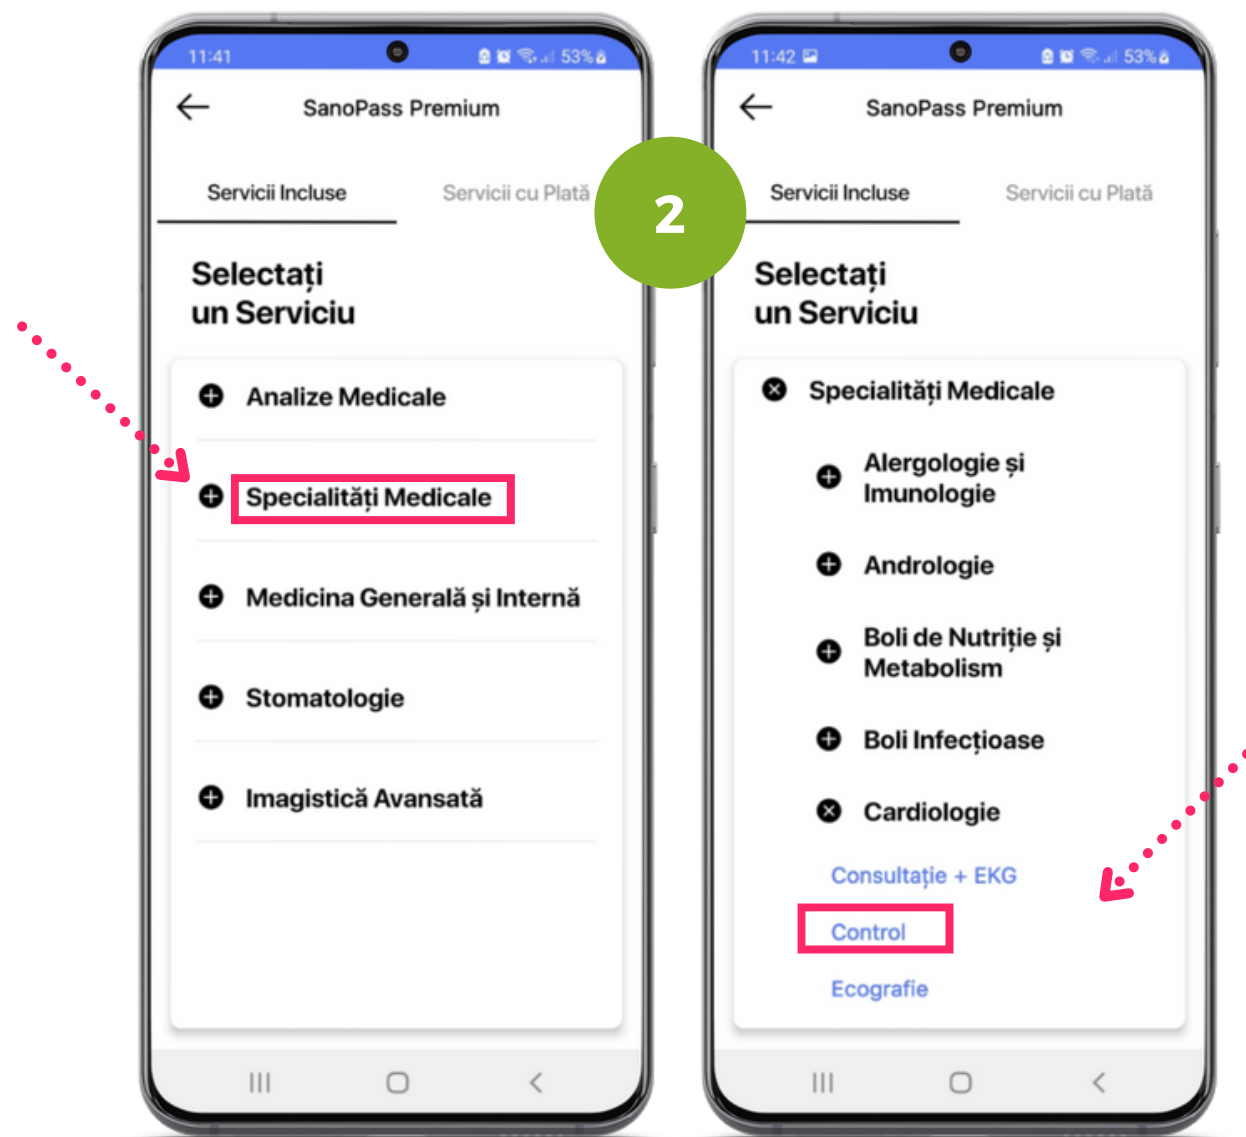 11:41
53%
SanoPass Premium
Servicii Incluse
Servicii cu Plată
Selectați
un Serviciu
Analize Medicale
Specialități Medicale
Medicina Generală și Internă
Stomatologie
Imagistică Avansată
2
11:42
53%
SanoPass Premium
Servicii Incluse
Servicii cu Plată
Selectați
un Serviciu
Specialități Medicale
Alergologie și
Imunologie
Andrologie
Boli de Nutriție și
Metabolism
Boli Infecțioase
Cardiologie
Consultație + EKG
Control
Ecografie